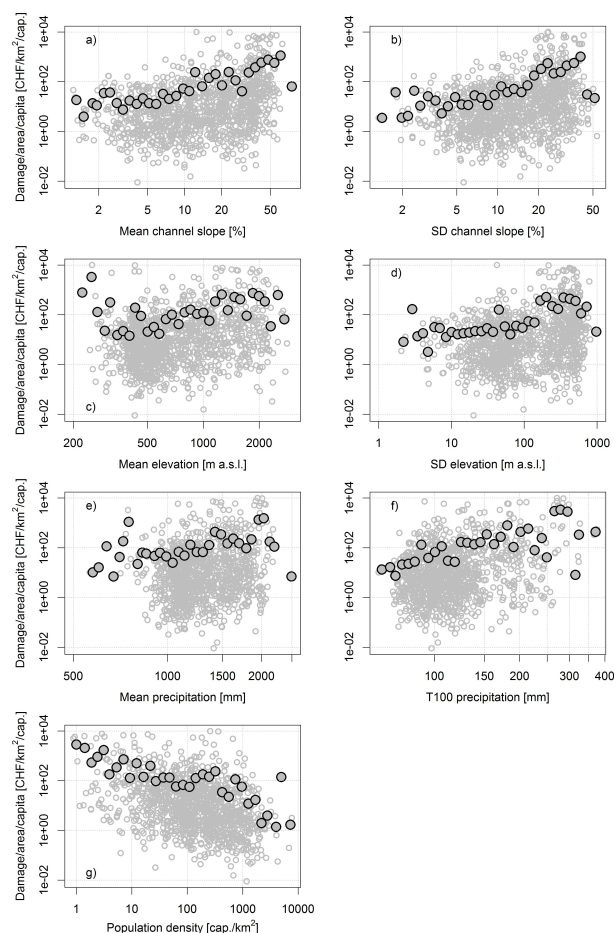 a)
Damage/area/capita [CHF/km²/cap.]
1e+04
1e+02
1e+00
1e-02
2 5 10 20 50
Mean channel slope [%]
b)
1e+04
1e+02
1e+00
1e-02
2 5 10 20 50
SD channel slope [%]
c)
Damage/area/capita [CHF/km²/cap.]
1e+04
1e+02
1e+00
1e-02
200 500 1000 2000
Mean elevation [m a.s.l.]
d)
1e+04
1e+02
1e+00
1e-02
1 10 100 1000
SD elevation [m a.s.l.]
e)
Damage/area/capita [CHF/km²/cap.]
1e+04
1e+02
1e+00
1e-02
500 1000 1500 2000
Mean precipitation [mm]
f)
1e+04
1e+02
1e+00
1e-02
100 150 200 300 400
T100 precipitation [mm]
g)
Damage/area/capita [CHF/km²/cap.]
1e+04
1e+02
1e+00
1e-02
1 10 100 1000 10000
Population density [cap./km²]